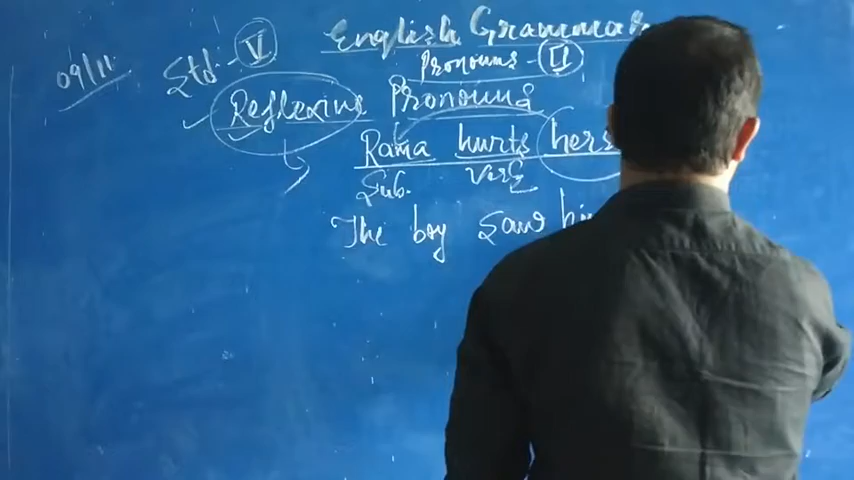 English Grammar
09/11 Std - V Pronouns - II
Reflexive Pronouns
Rama hurts hers
Sub. Verb
The boy saw hi